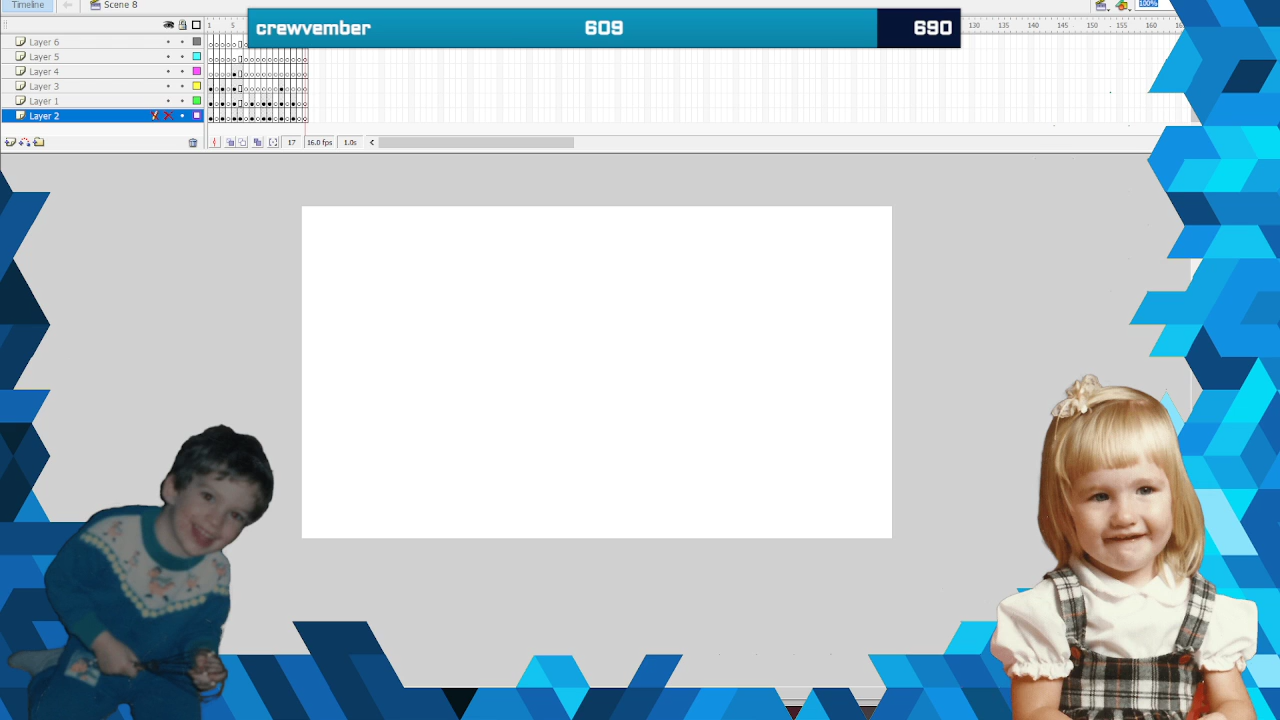 Timeline
Scene 8
100%
crewvember 609 690
1 5 130 135 140 145 150 155 160
Layer 6
Layer 5
Layer 4
Layer 3
Layer 1
Layer 2
17 16.0 fps 1.0s